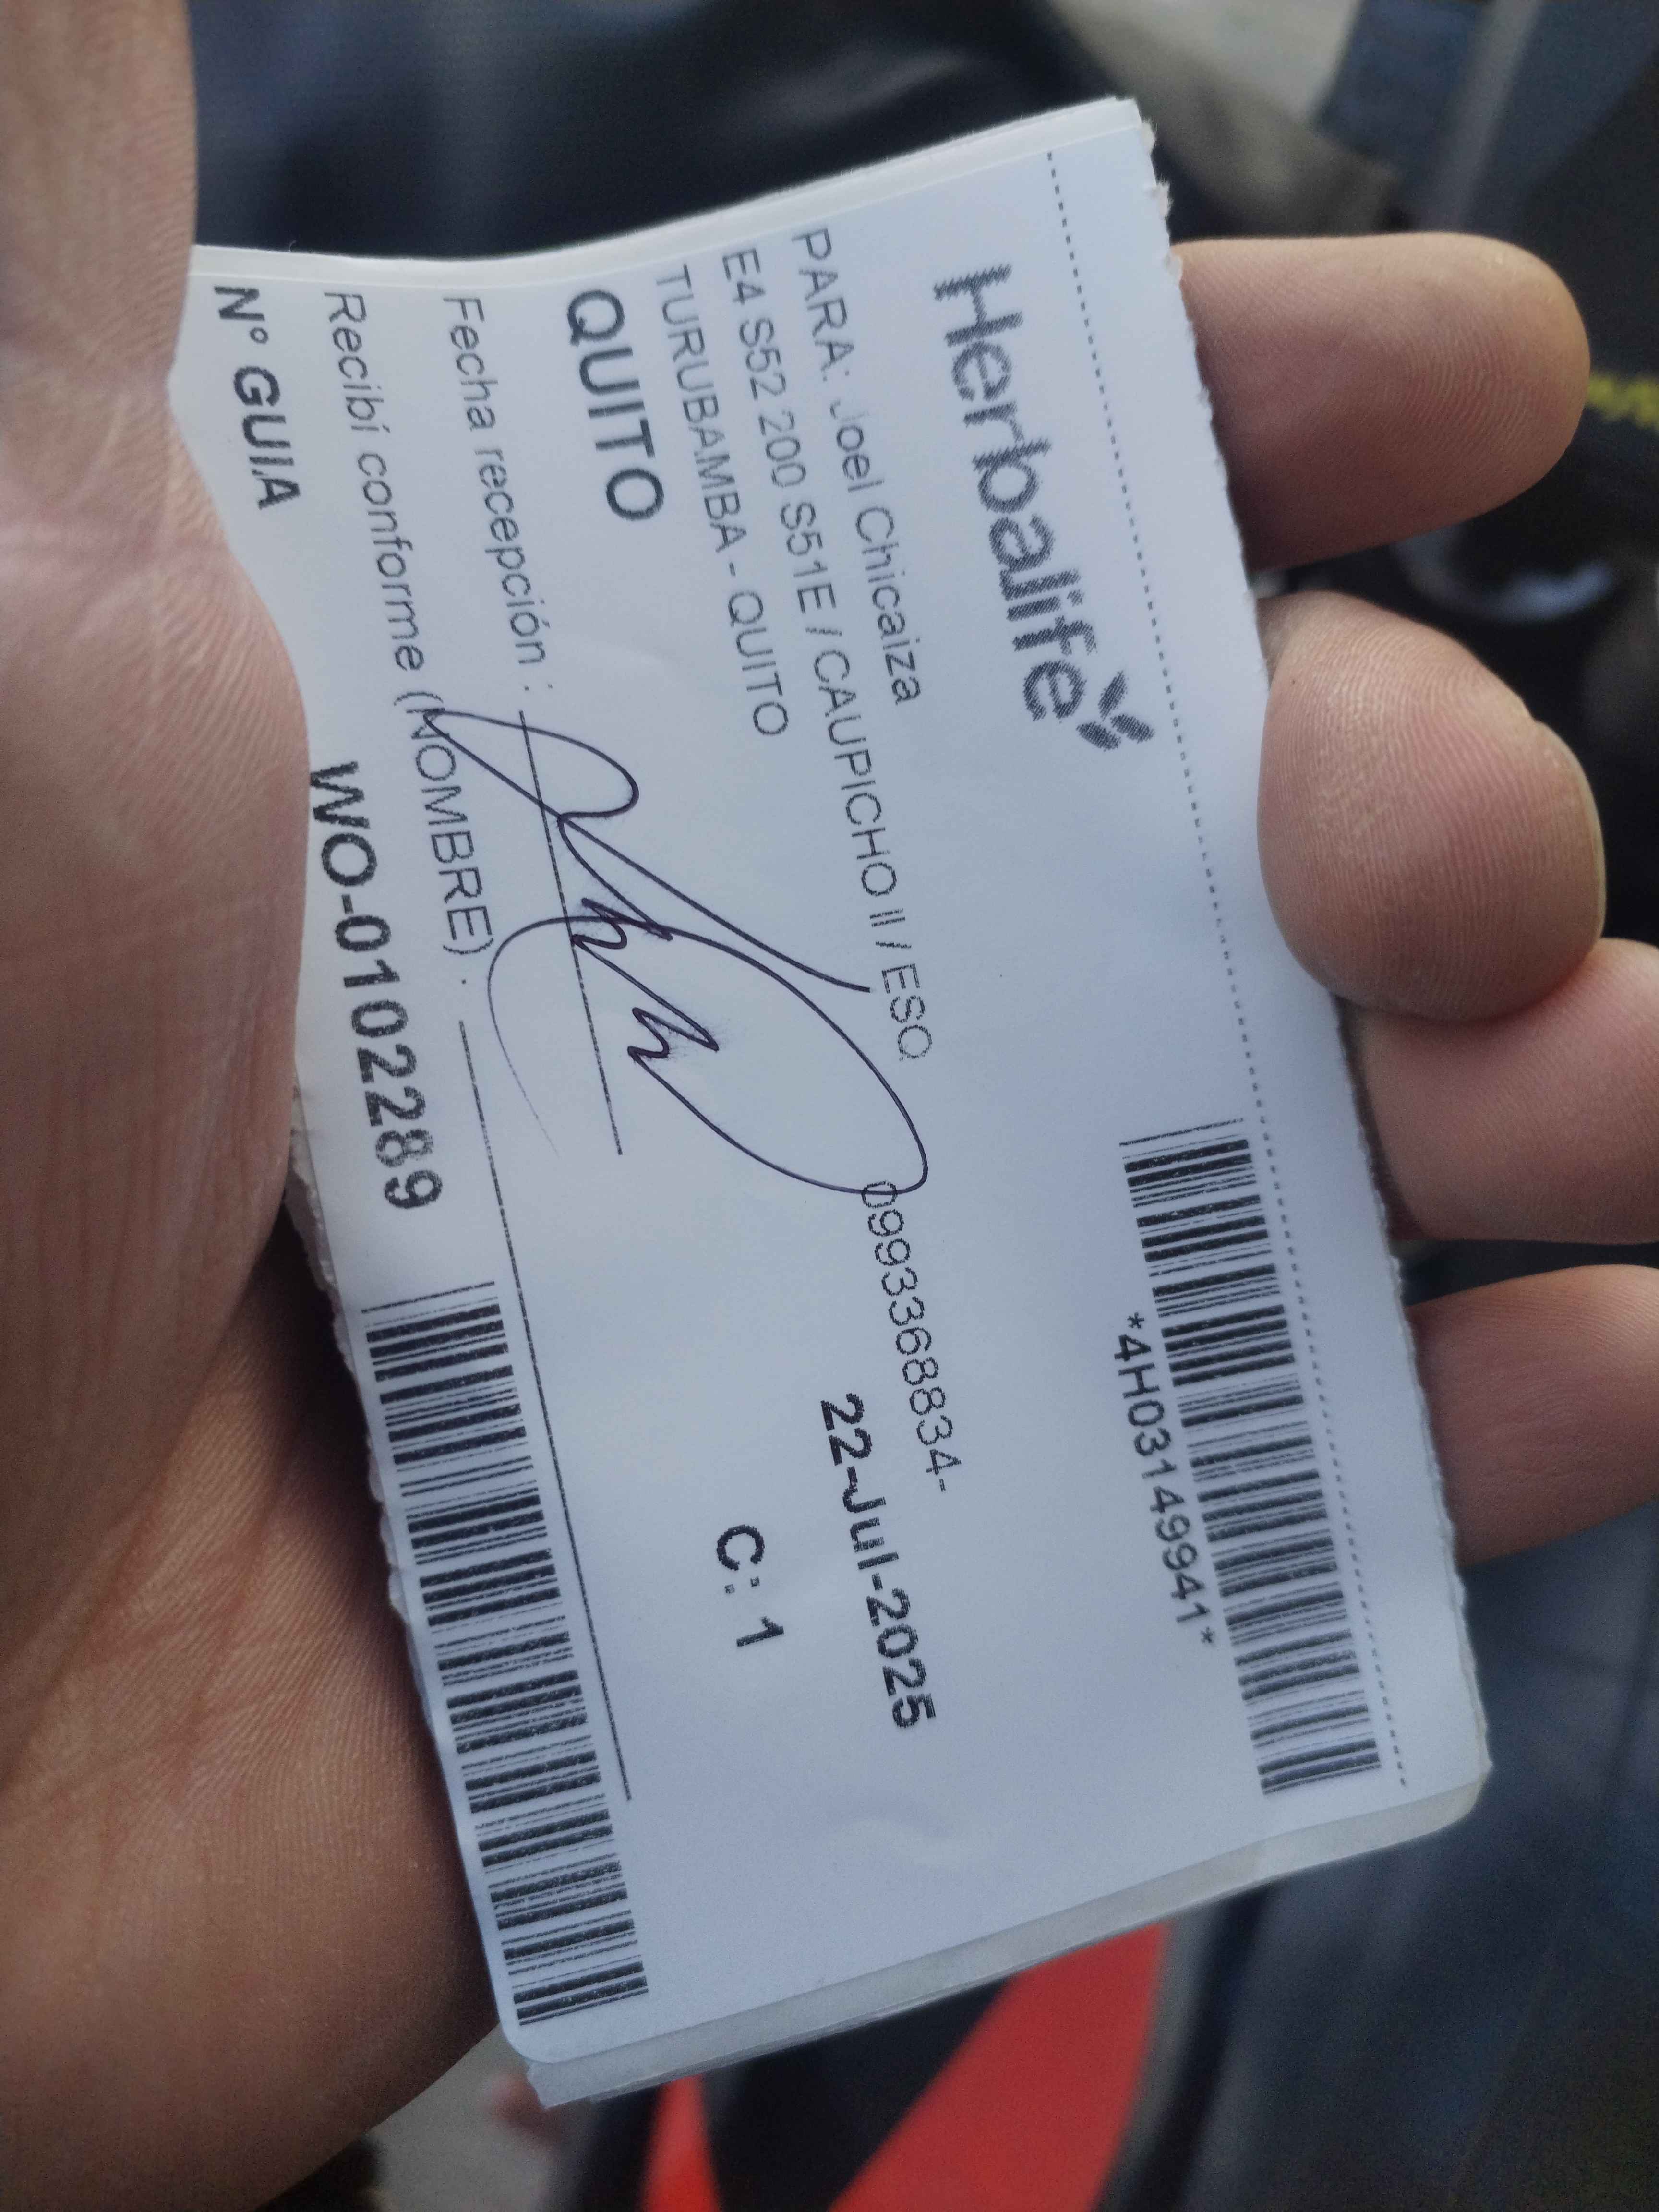 Herbalife
*4H03149941*
PARA: Joel Chicaiza
E4 S52 200 S51E / CAUPICHO II / ESQ
0993368834-
TURUBAMBA - QUITO
22-Jul-2025
QUITO
C: 1
Fecha recepción :
Recibí conforme (NOMBRE) :
N° GUIA
WO-0102289